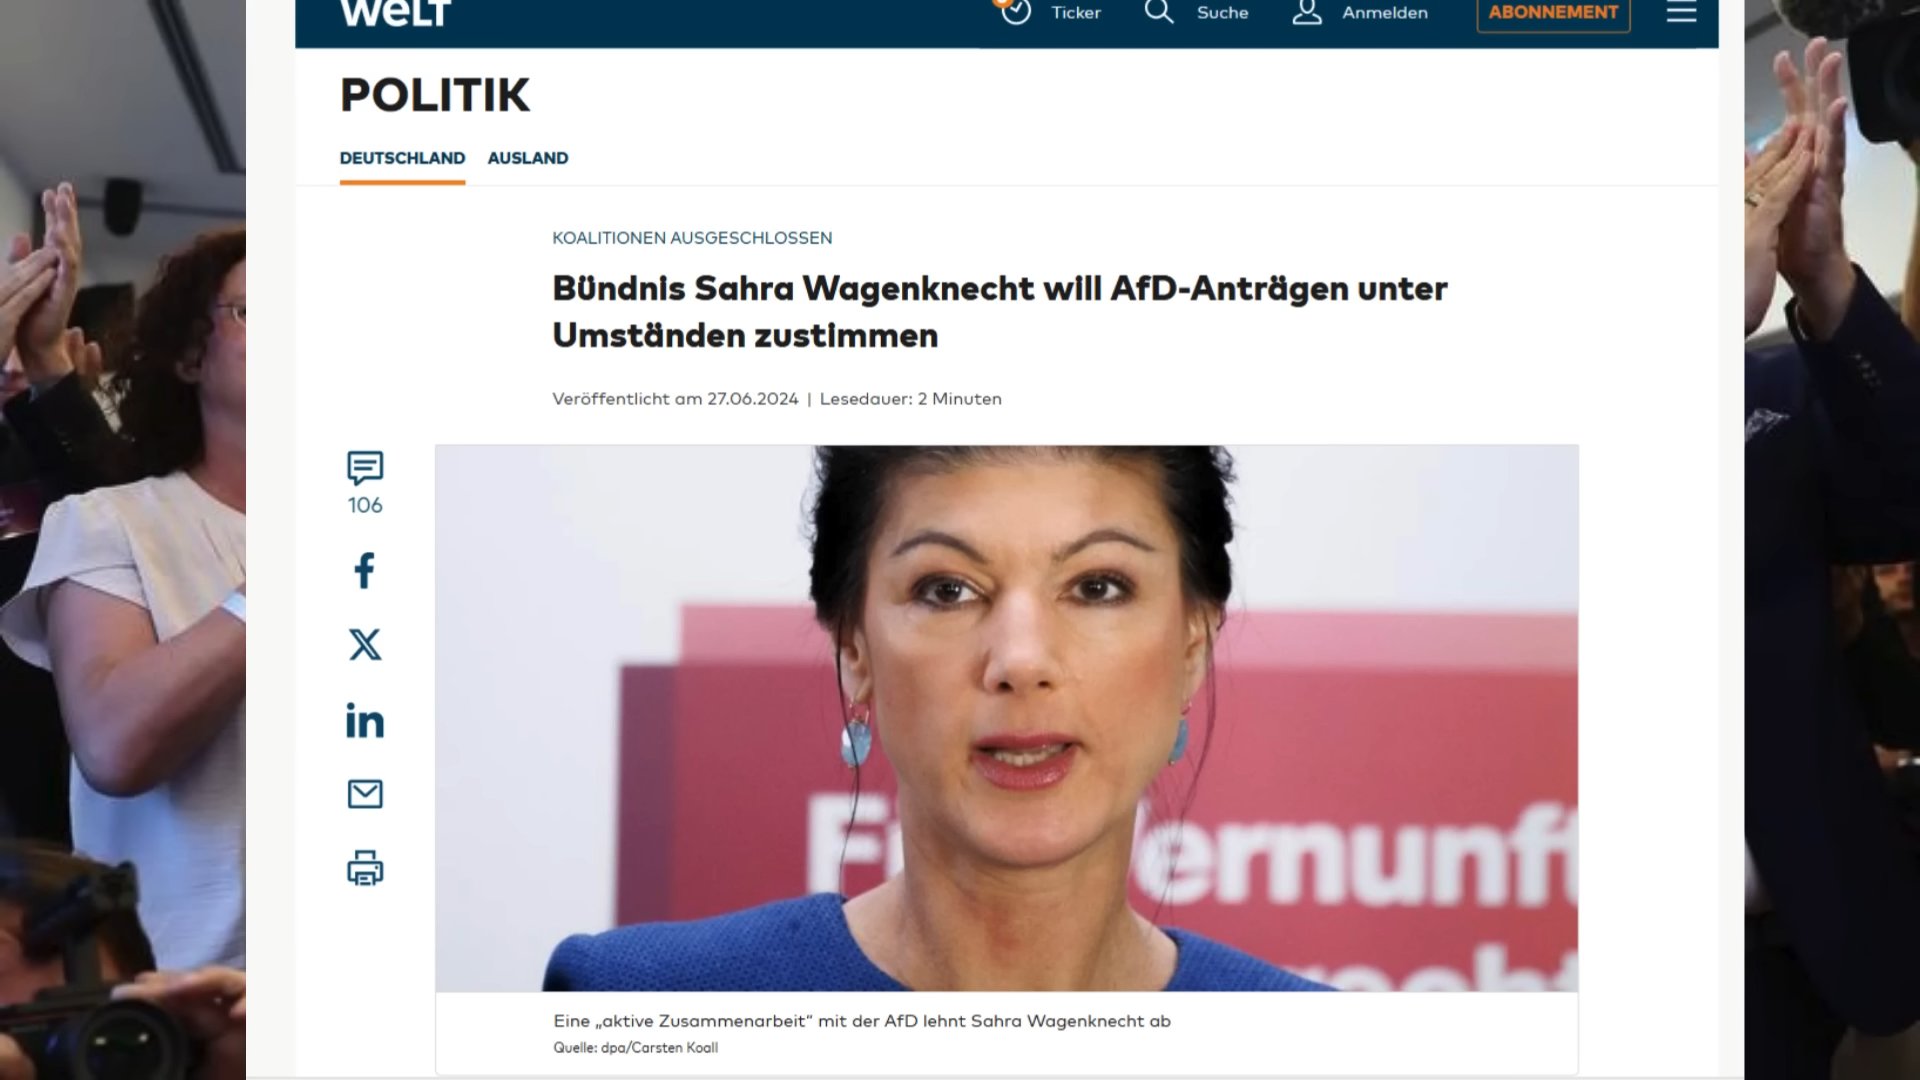 WELT
Ticker
Suche
Anmelden
ABONNEMENT
POLITIK
DEUTSCHLAND AUSLAND
KOALITIONEN AUSGESCHLOSSEN
Bündnis Sahra Wagenknecht will AfD-Anträgen unter
Umständen zustimmen
Veröffentlicht am 27.06.2024 | Lesedauer: 2 Minuten
106
ernunft
Eine „aktive Zusammenarbeit“ mit der AfD lehnt Sahra Wagenknecht ab
Quelle: dpa/Carsten Koall